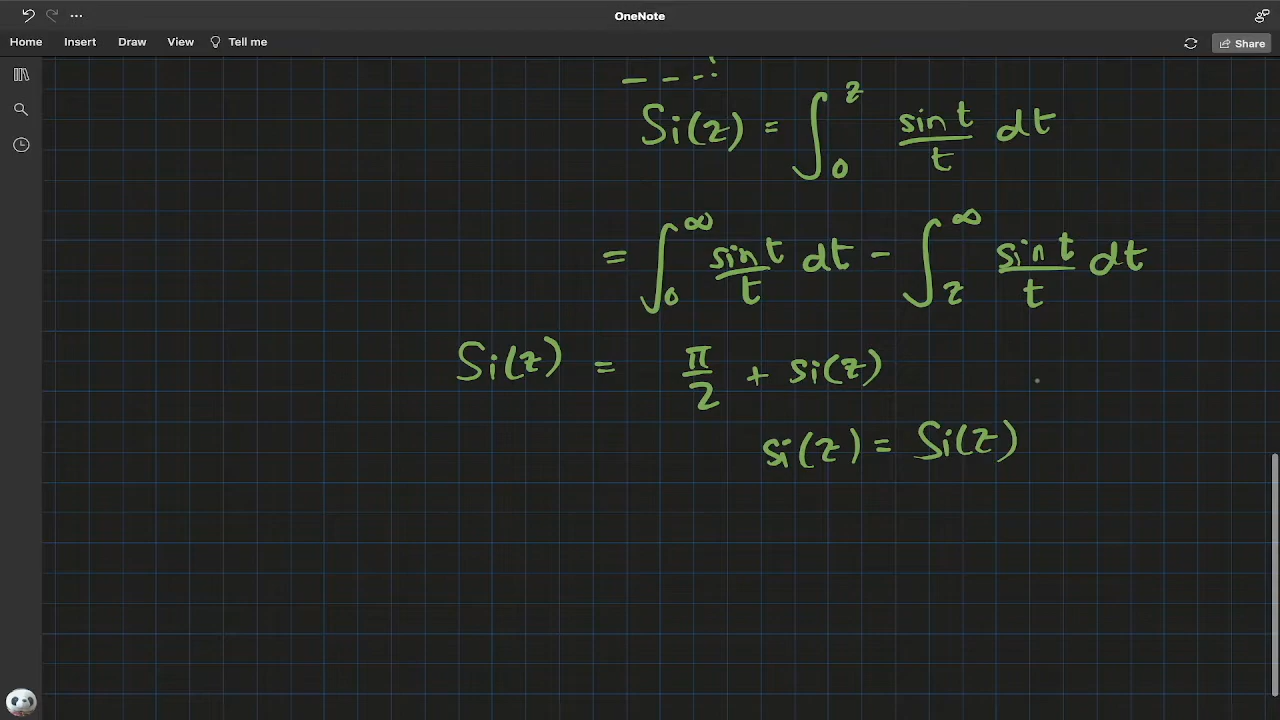 OneNote
Home Insert Draw View Tell me Share
Si(z) = ∫₀^z sin t / t dt
= ∫₀^∞ sin t / t dt − ∫_z^∞ sin t / t dt
Si(z) = π/2 + si(z)
si(z) = Si(z)